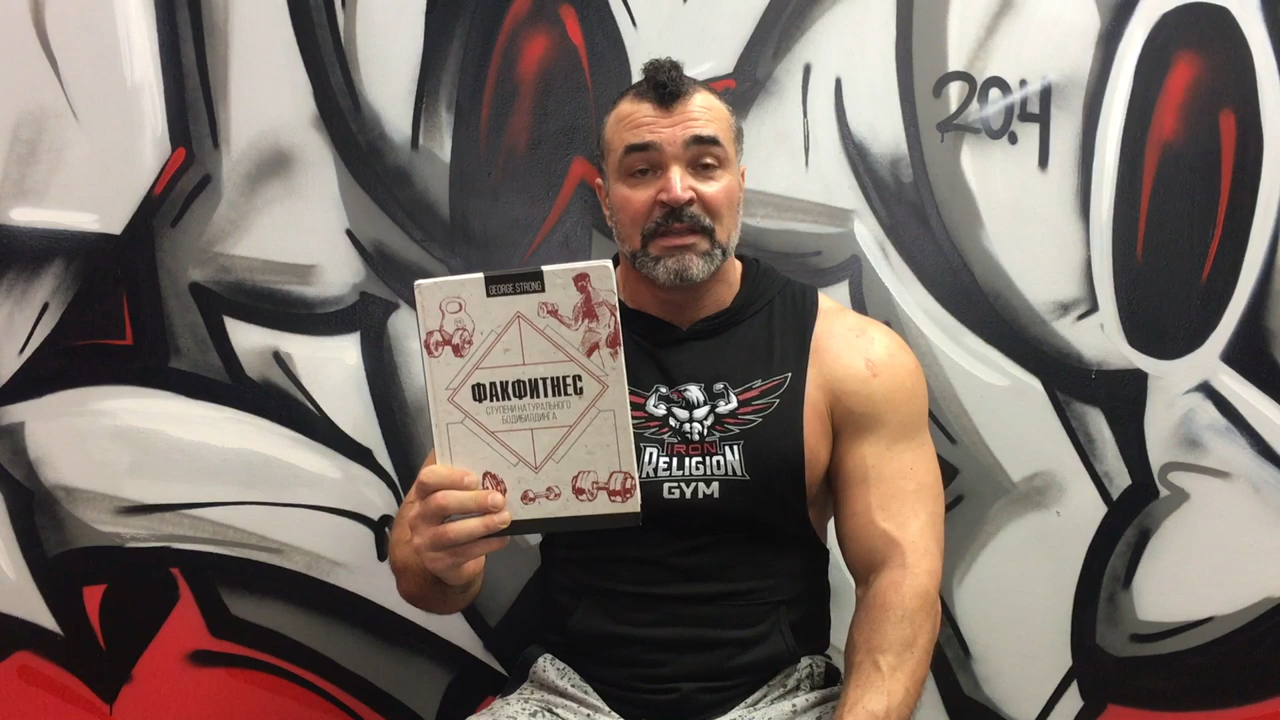 20.4
GEORGE STRONG
ФАКФИТНЕС
СТУПЕНИ НАТУРАЛЬНОГО
БОДИБИЛДИНГА
IRON
RELIGION
GYM